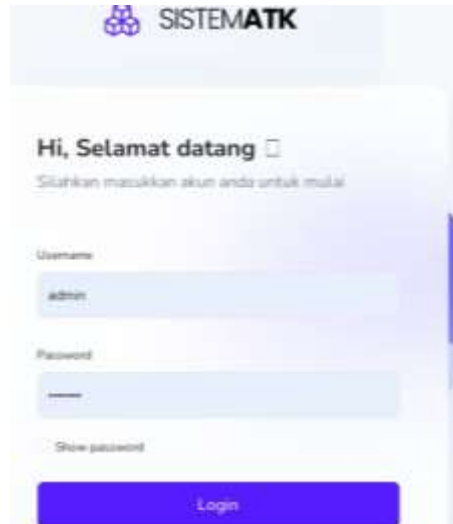 SISTEMATK
Hi, Selamat datang
Silahkan masukkan akun anda untuk mulai
Username
admin
Password
Show password
Login